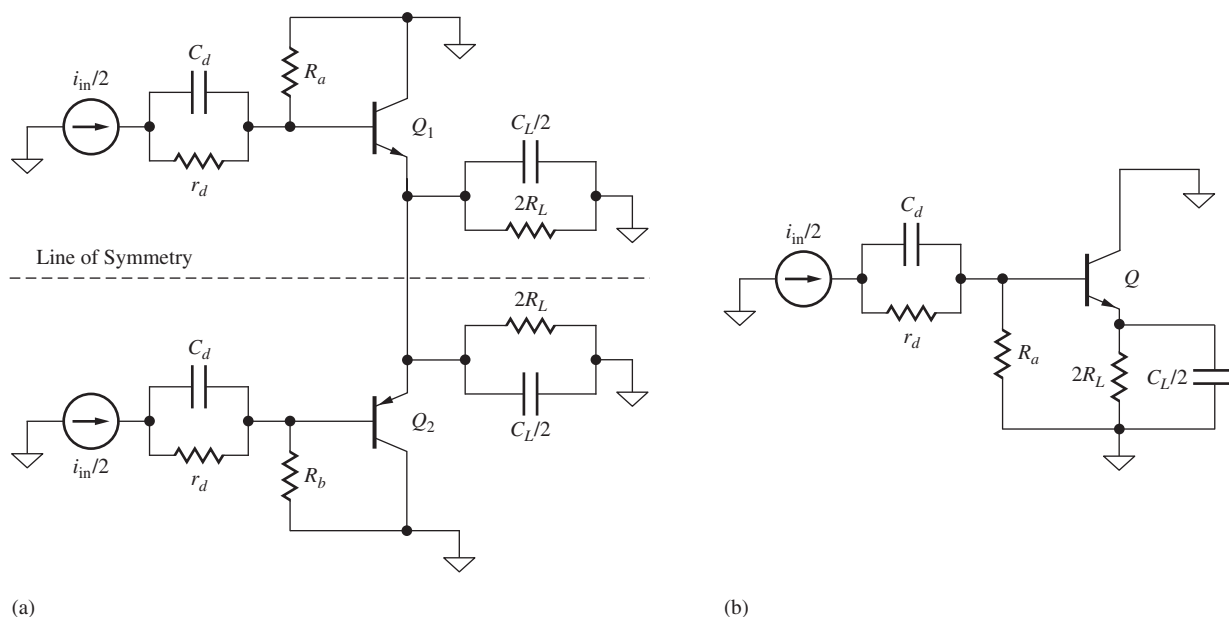 C_d
i_in/2
R_a
Q_1
r_d
C_L/2
2R_L
Line of Symmetry
2R_L
C_d
C_L/2
Q_2
i_in/2
r_d
R_b
(a)
C_d
i_in/2
Q
r_d
R_a
2R_L
C_L/2
(b)